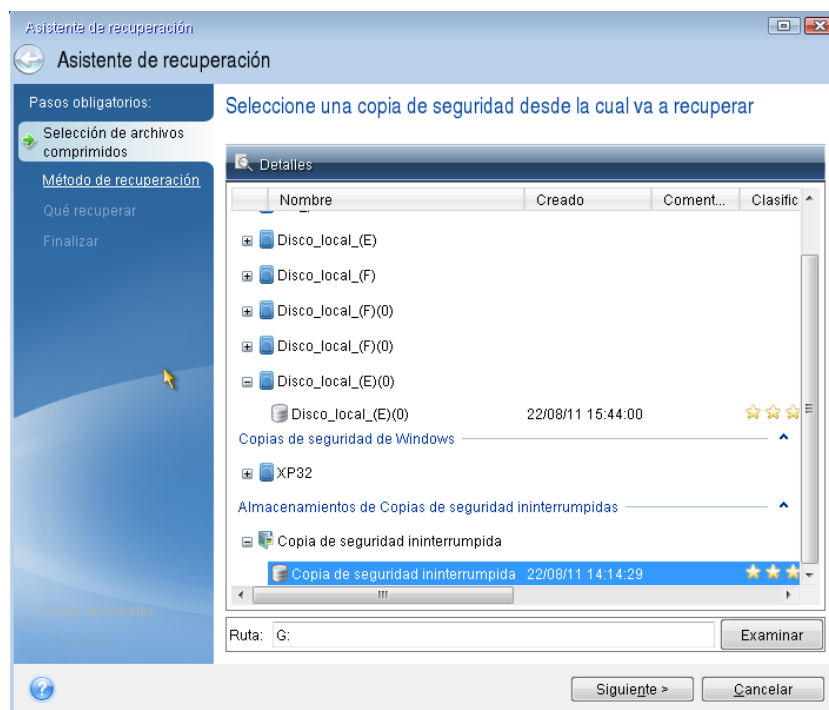 Asistente de recuperación
Asistente de recuperación
Pasos obligatorios:
Selección de archivos
comprimidos
Método de recuperación
Qué recuperar
Finalizar
Seleccione una copia de seguridad desde la cual va a recuperar
Detalles
Nombre Creado Coment... Clasific
Disco_local_(E)
Disco_local_(F)
Disco_local_(F)(0)
Disco_local_(F)(0)
Disco_local_(E)(0)
Disco_local_(E)(0) 22/08/11 15:44:00
Copias de seguridad de Windows
XP32
Almacenamientos de Copias de seguridad ininterrumpidas
Copia de seguridad ininterrumpida
Copia de seguridad ininterrumpida 22/08/11 14:14:29
Ruta: G: Examinar
Siguiente > Cancelar